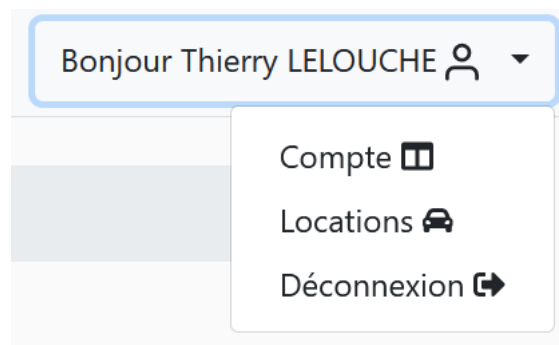 Bonjour Thierry LELOUCHE
Compte
Locations
Déconnexion